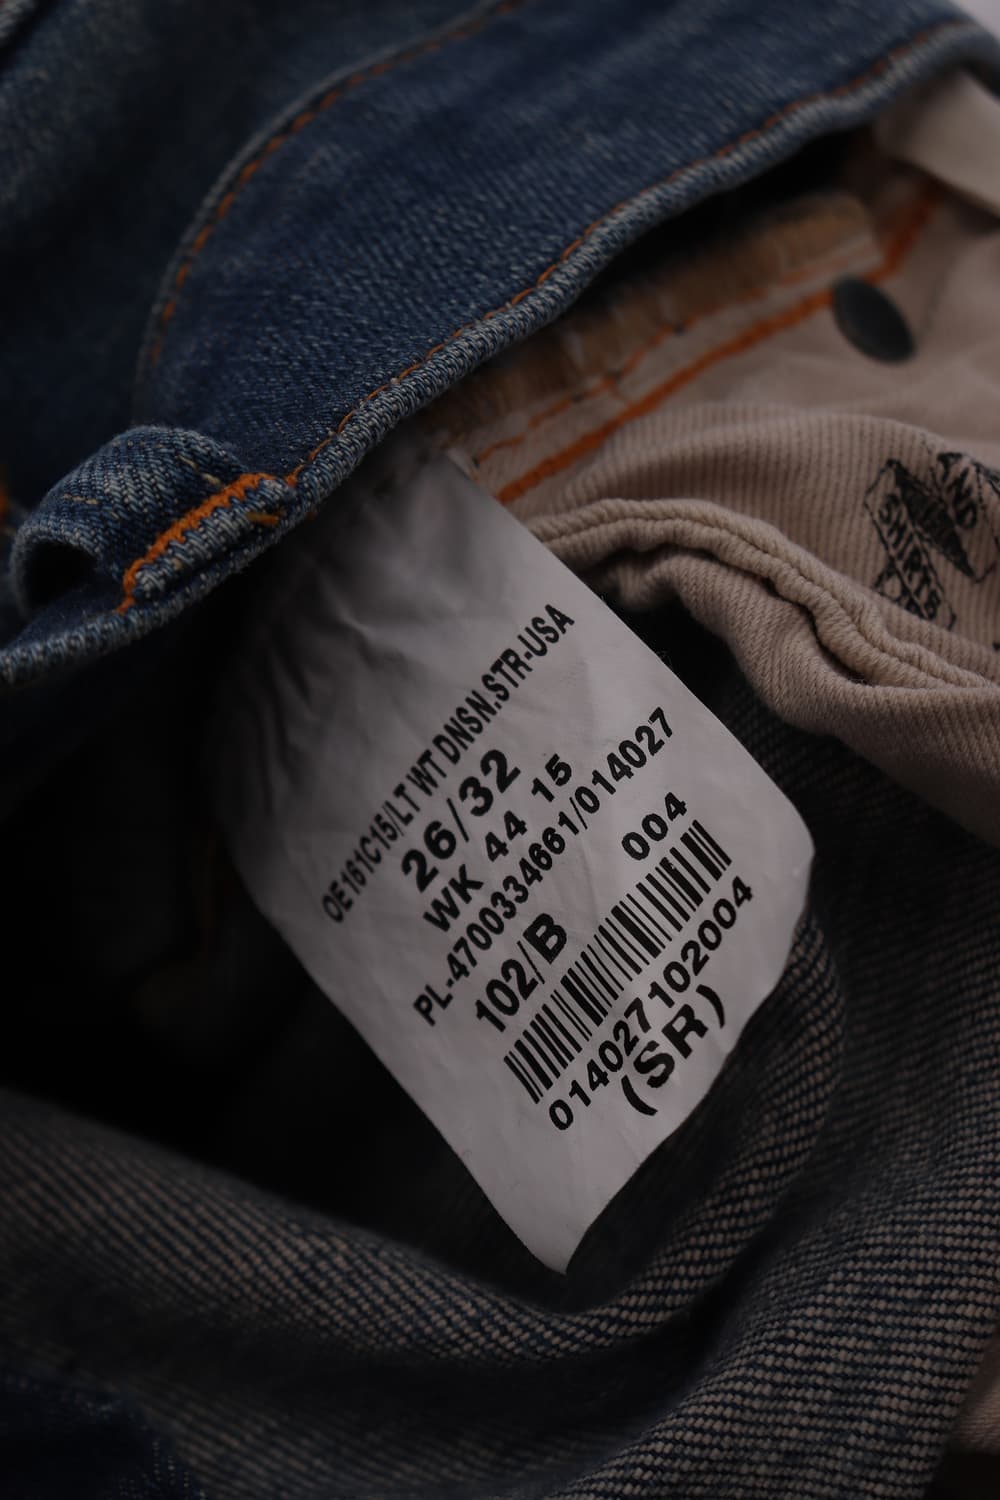 OE161C15/LT WT DNSN.STR-USA
26/32
WK 44 15
PL-4700334661/014027
102/B 004
014027102004
(SR)
AND
SHIRTS